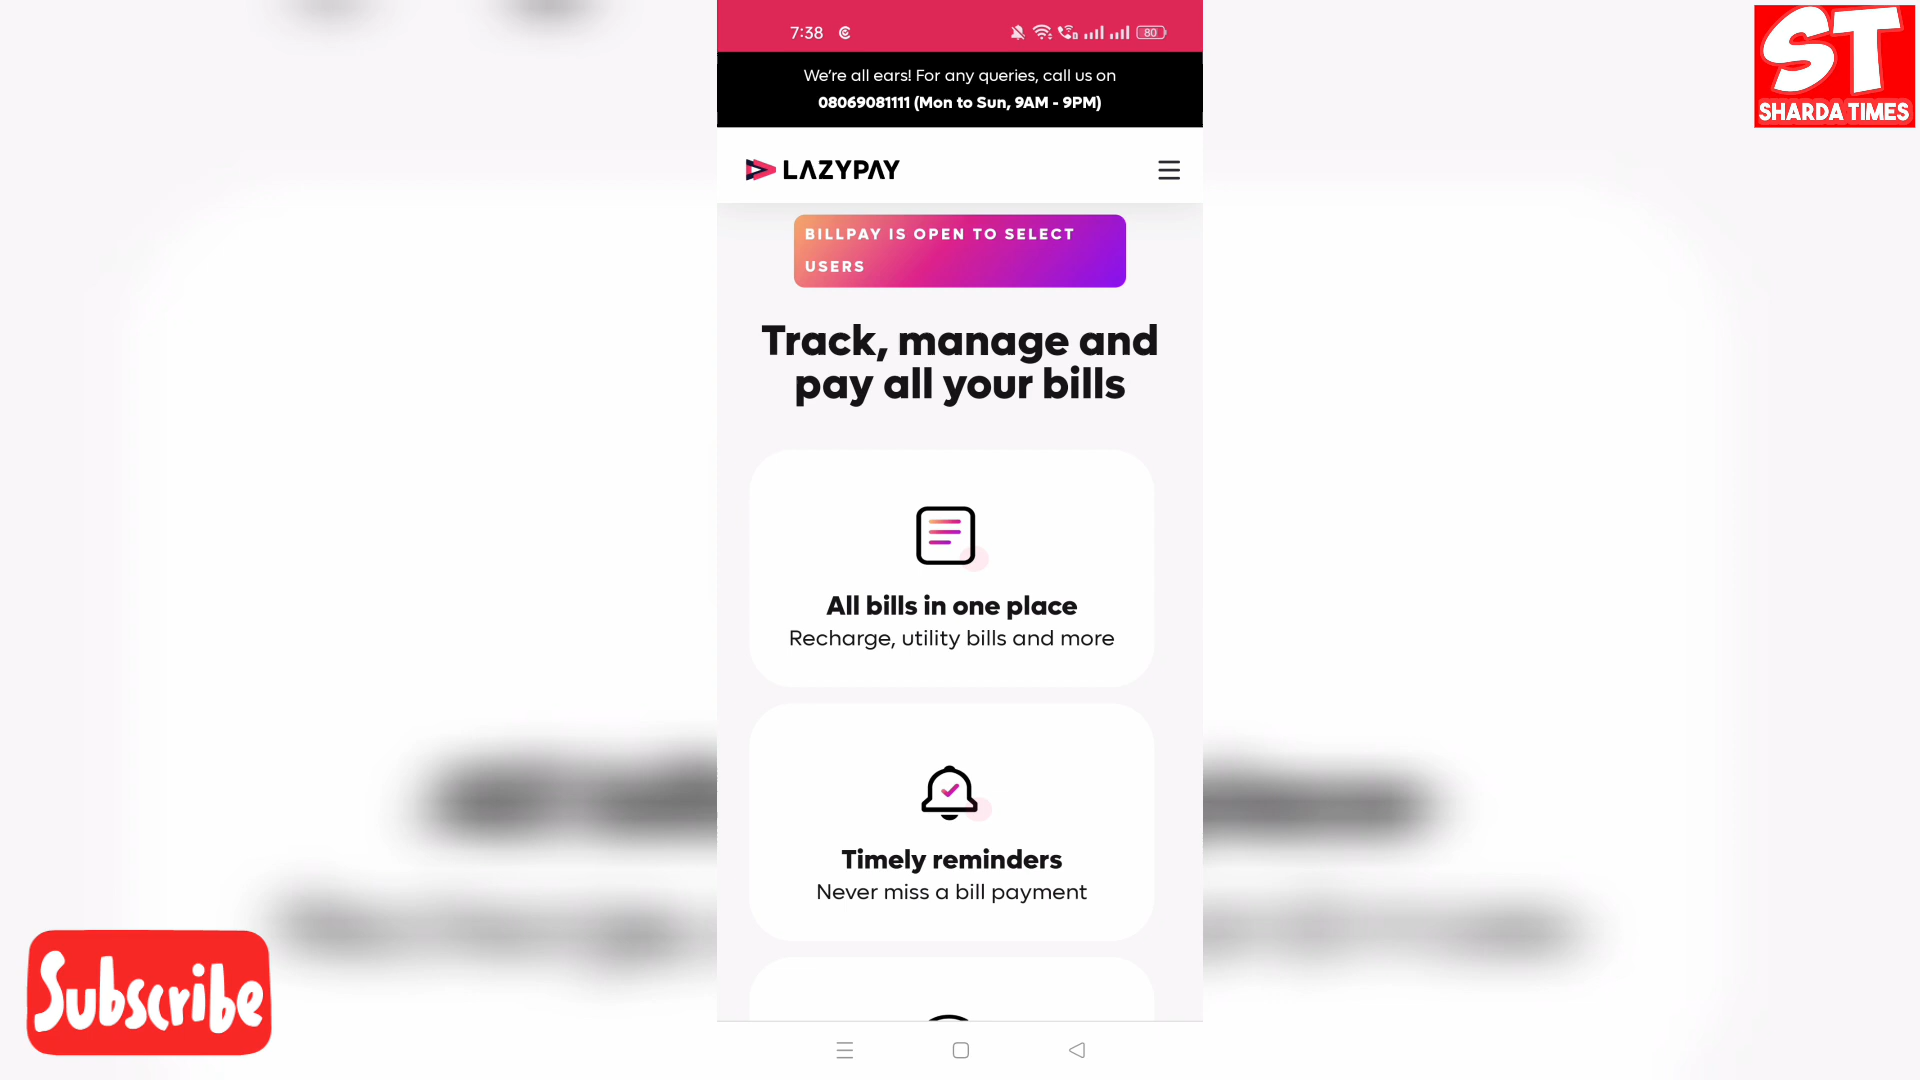 7:38
80
ST
SHARDA TIMES
We're all ears! For any queries, call us on
08069081111 (Mon to Sun, 9AM - 9PM)
LAZYPAY
BILLPAY IS OPEN TO SELECT
USERS
Track, manage and
pay all your bills
All bills in one place
Recharge, utility bills and more
Timely reminders
Never miss a bill payment
Subscribe